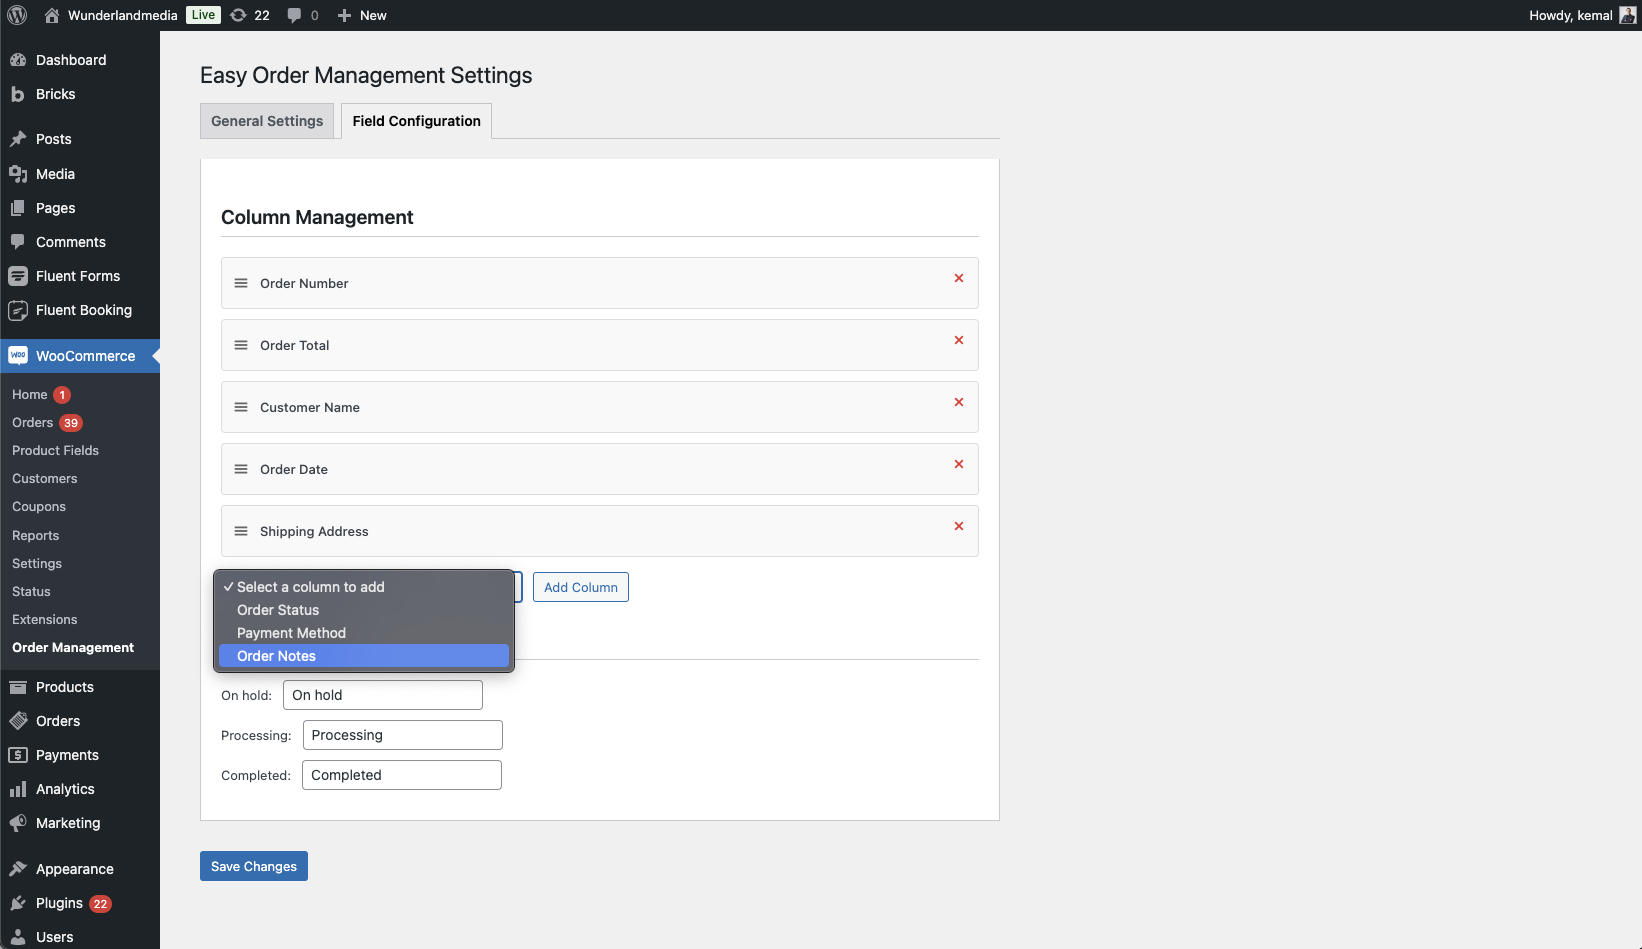 Wunderlandmedia Live 22 0 New
Howdy, kemal
Dashboard
Bricks
Posts
Media
Pages
Comments
Fluent Forms
Fluent Booking
Woo WooCommerce
Home 1
Orders 39
Product Fields
Customers
Coupons
Reports
Settings
Status
Extensions
Order Management
Products
Orders
Payments
Analytics
Marketing
Appearance
Plugins 22
Users
Easy Order Management Settings
General Settings
Field Configuration
Column Management
Order Number
Order Total
Customer Name
Order Date
Shipping Address
✓ Select a column to add
Order Status
Payment Method
Order Notes
Add Column
On hold: On hold
Processing: Processing
Completed: Completed
Save Changes